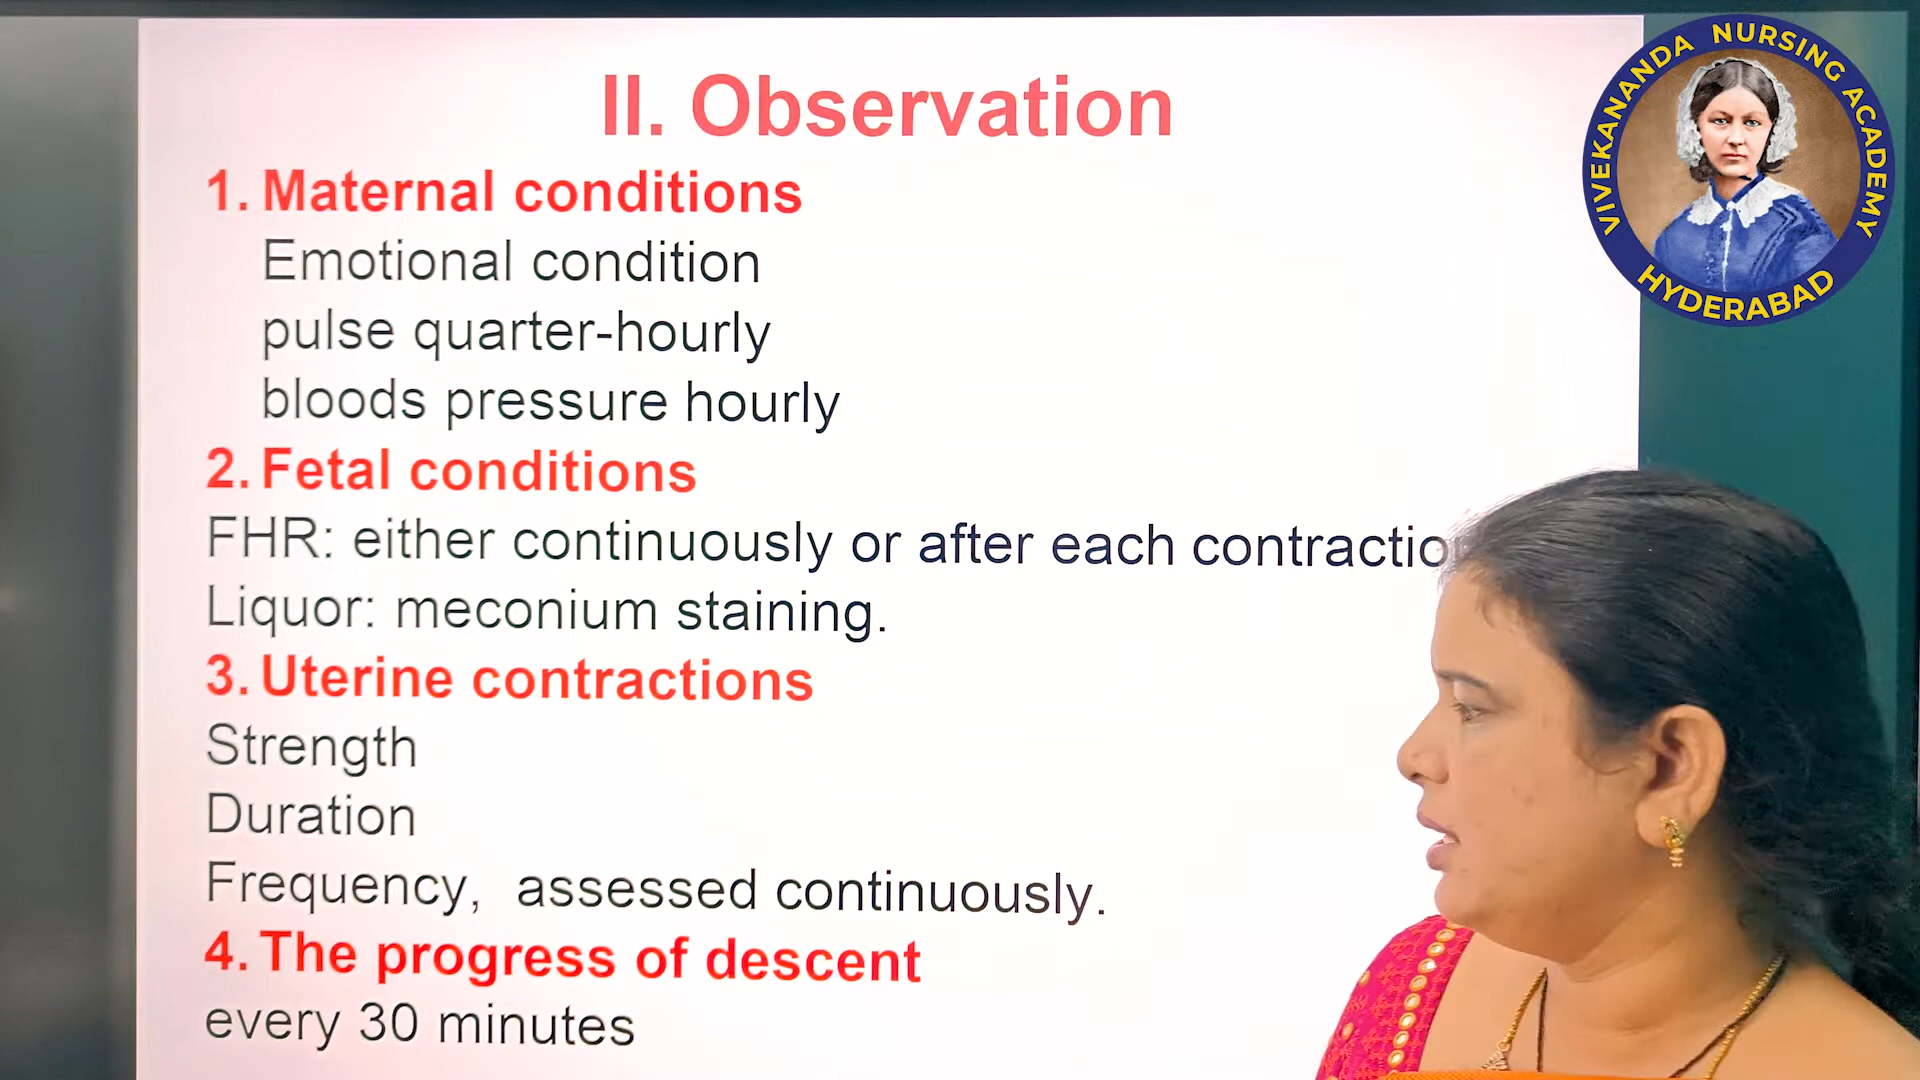 II. Observation
1. Maternal conditions
Emotional condition
pulse quarter-hourly
bloods pressure hourly
2. Fetal conditions
FHR: either continuously or after each
Liquor: meconium staining.
3. Uterine contractions
Strength
Duration
Frequency, assessed continuously.
4. The progress of descent
every 30 minutes
VIVEKANANDA NURSING ACADEMY
HYDERABAD